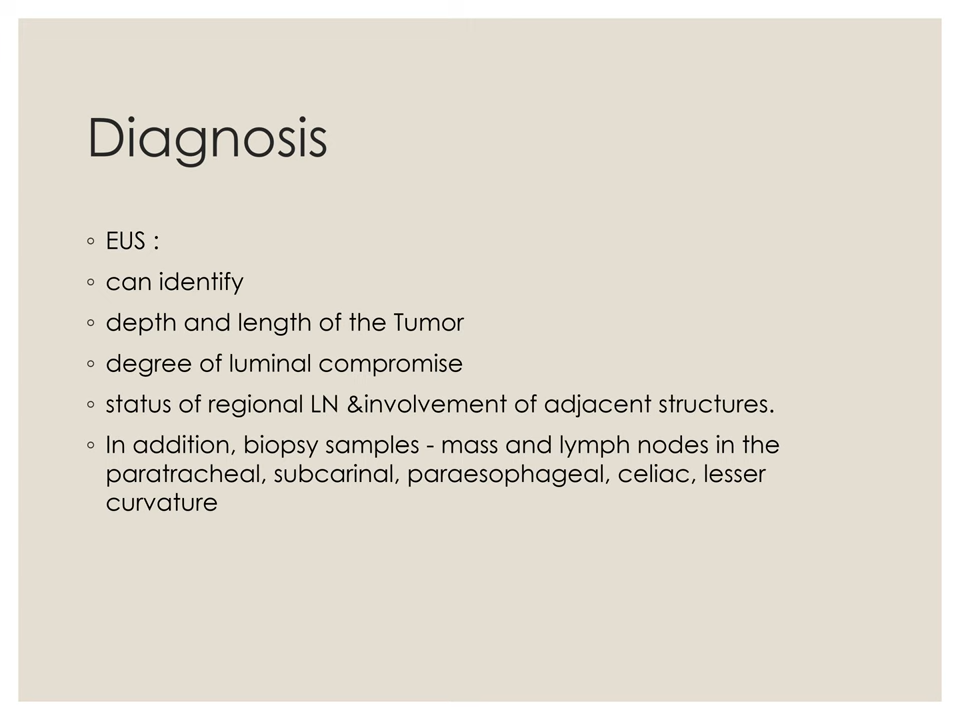 Diagnosis
◦ EUS :
◦ can identify
◦ depth and length of the Tumor
◦ degree of luminal compromise
◦ status of regional LN &involvement of adjacent structures.
◦ In addition, biopsy samples - mass and lymph nodes in the
paratracheal, subcarinal, paraesophageal, celiac, lesser
curvature